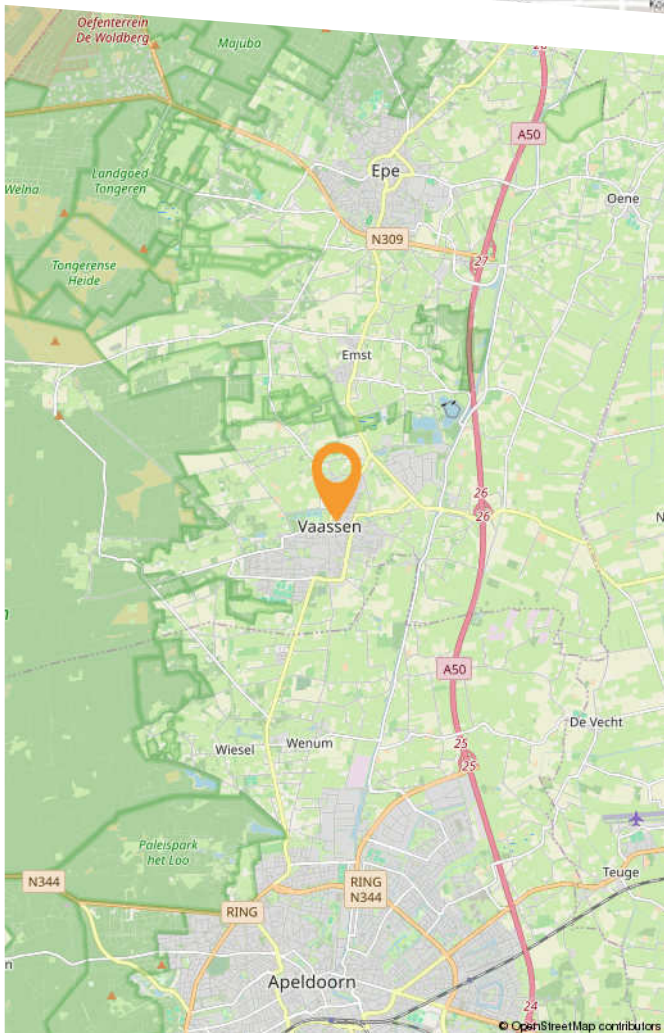 Oefenterrein
De Woldberg
Majuba
26
A50
Epe
Landgoed
Tongeren
Welna
Oene
N309
27
Tongerense
Heide
Emst
26
26
Vaassen
A50
De Vecht
25
25
Wiesel
Wenum
Paleispark
het Loo
Teuge
N344
RING
N344
RING
Apeldoorn
24
© OpenStreetMap contributors